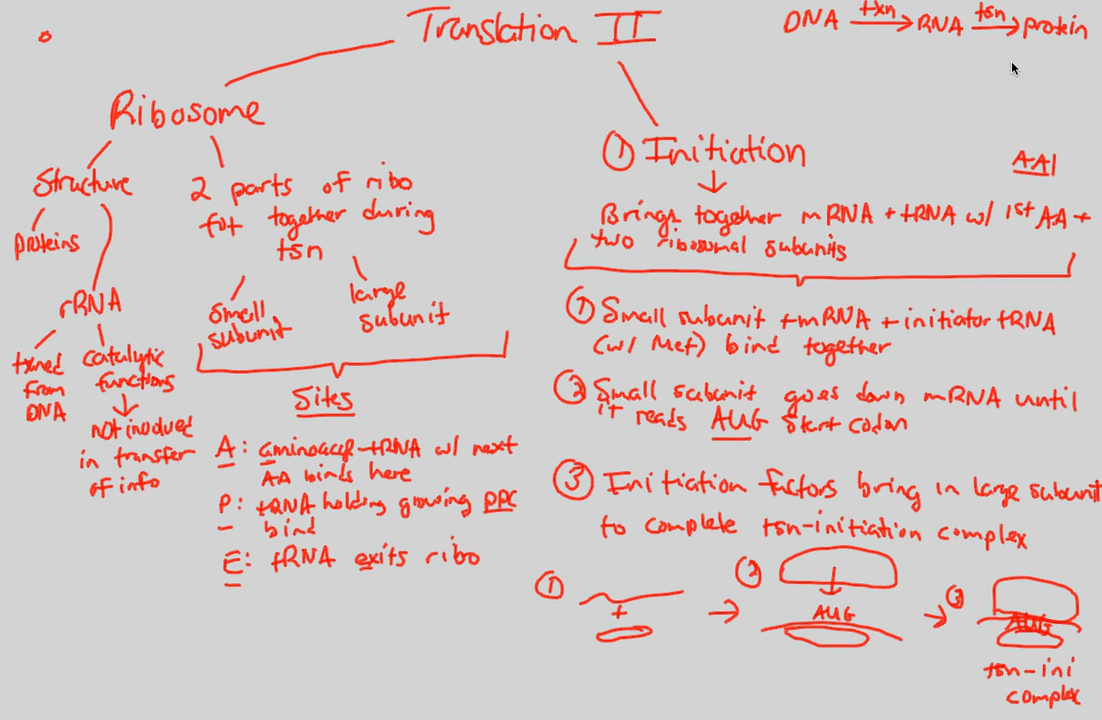 Translation II
DNA txn RNA tsn protein
Ribosome
Structure
proteins
rRNA
txned
from
DNA
catalytic
functions
not involved
in transfer
of info
2 parts of ribo
fit together during
tsn
small
subunit
large
subunit
Sites
A: aminoacyl-tRNA w/ next
AA binds here
P: tRNA holding growing PPC
bind
E: tRNA exits ribo
① Initiation
AA1
Brings together mRNA + tRNA w/ 1st AA +
two ribosomal subunits
① Small subunit + mRNA + initiator tRNA
(w/ Met) bind together
② Small subunit goes down mRNA until
it reads AUG start codon
③ Initiation factors bring in large subunit
to complete tsn-initiation complex
①
+
②
AUG
③
AUG
tsn-ini
complex